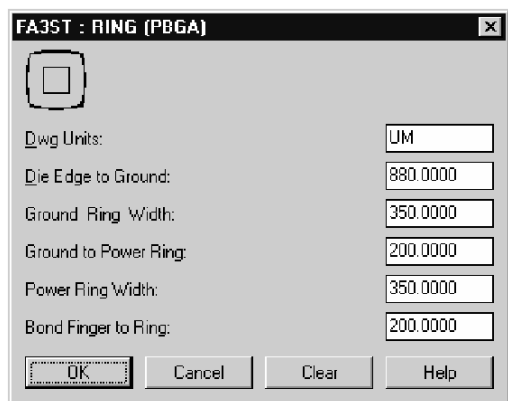 FA3ST : RING (PBGA)
Dwg Units: UM
Die Edge to Ground: 880.0000
Ground Ring Width: 350.0000
Ground to Power Ring: 200.0000
Power Ring Width: 350.0000
Bond Finger to Ring: 200.0000
OK Cancel Clear Help